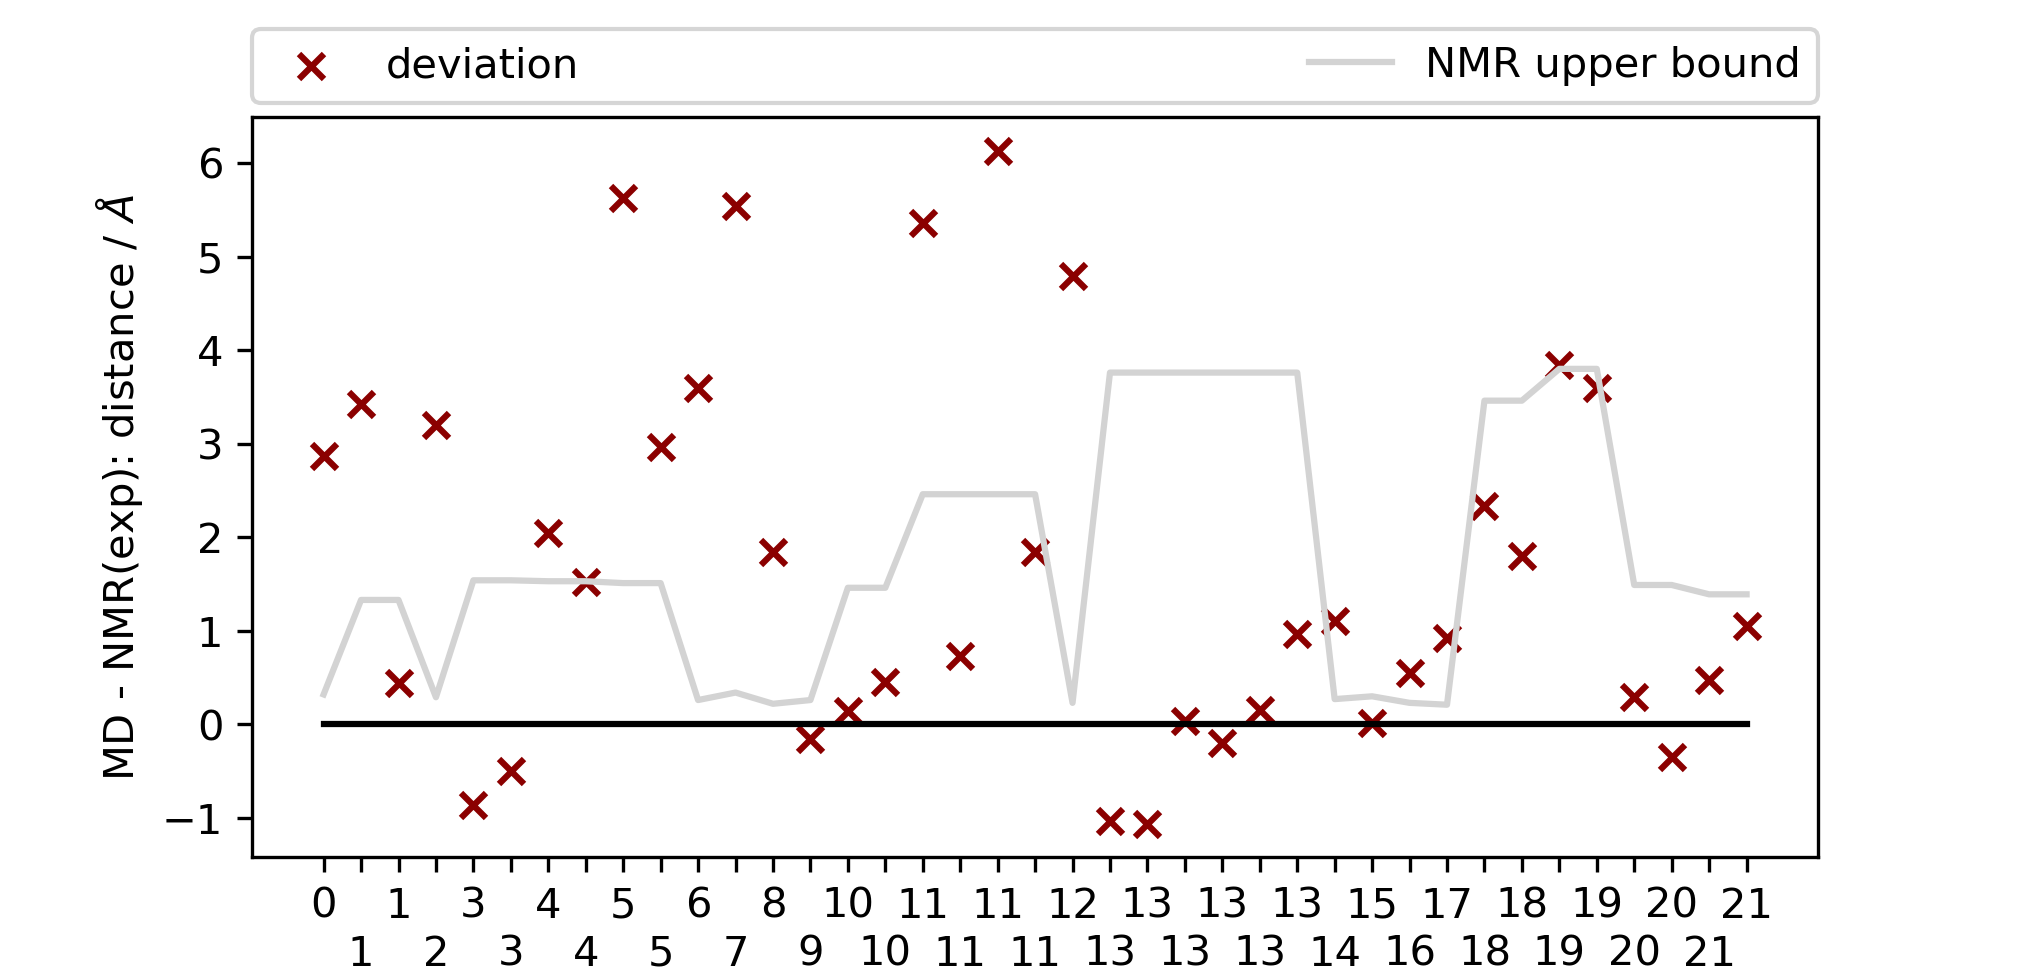 deviation NMR upper bound
MD - NMR(exp): distance / Å
6
5
4
3
2
1
0
−1
0 1 3 4 5 6 8 10 11 11 12 13 13 13 15 17 18 19 20 21
1 2 3 4 5 7 9 10 11 11 13 13 13 14 16 18 19 20 21